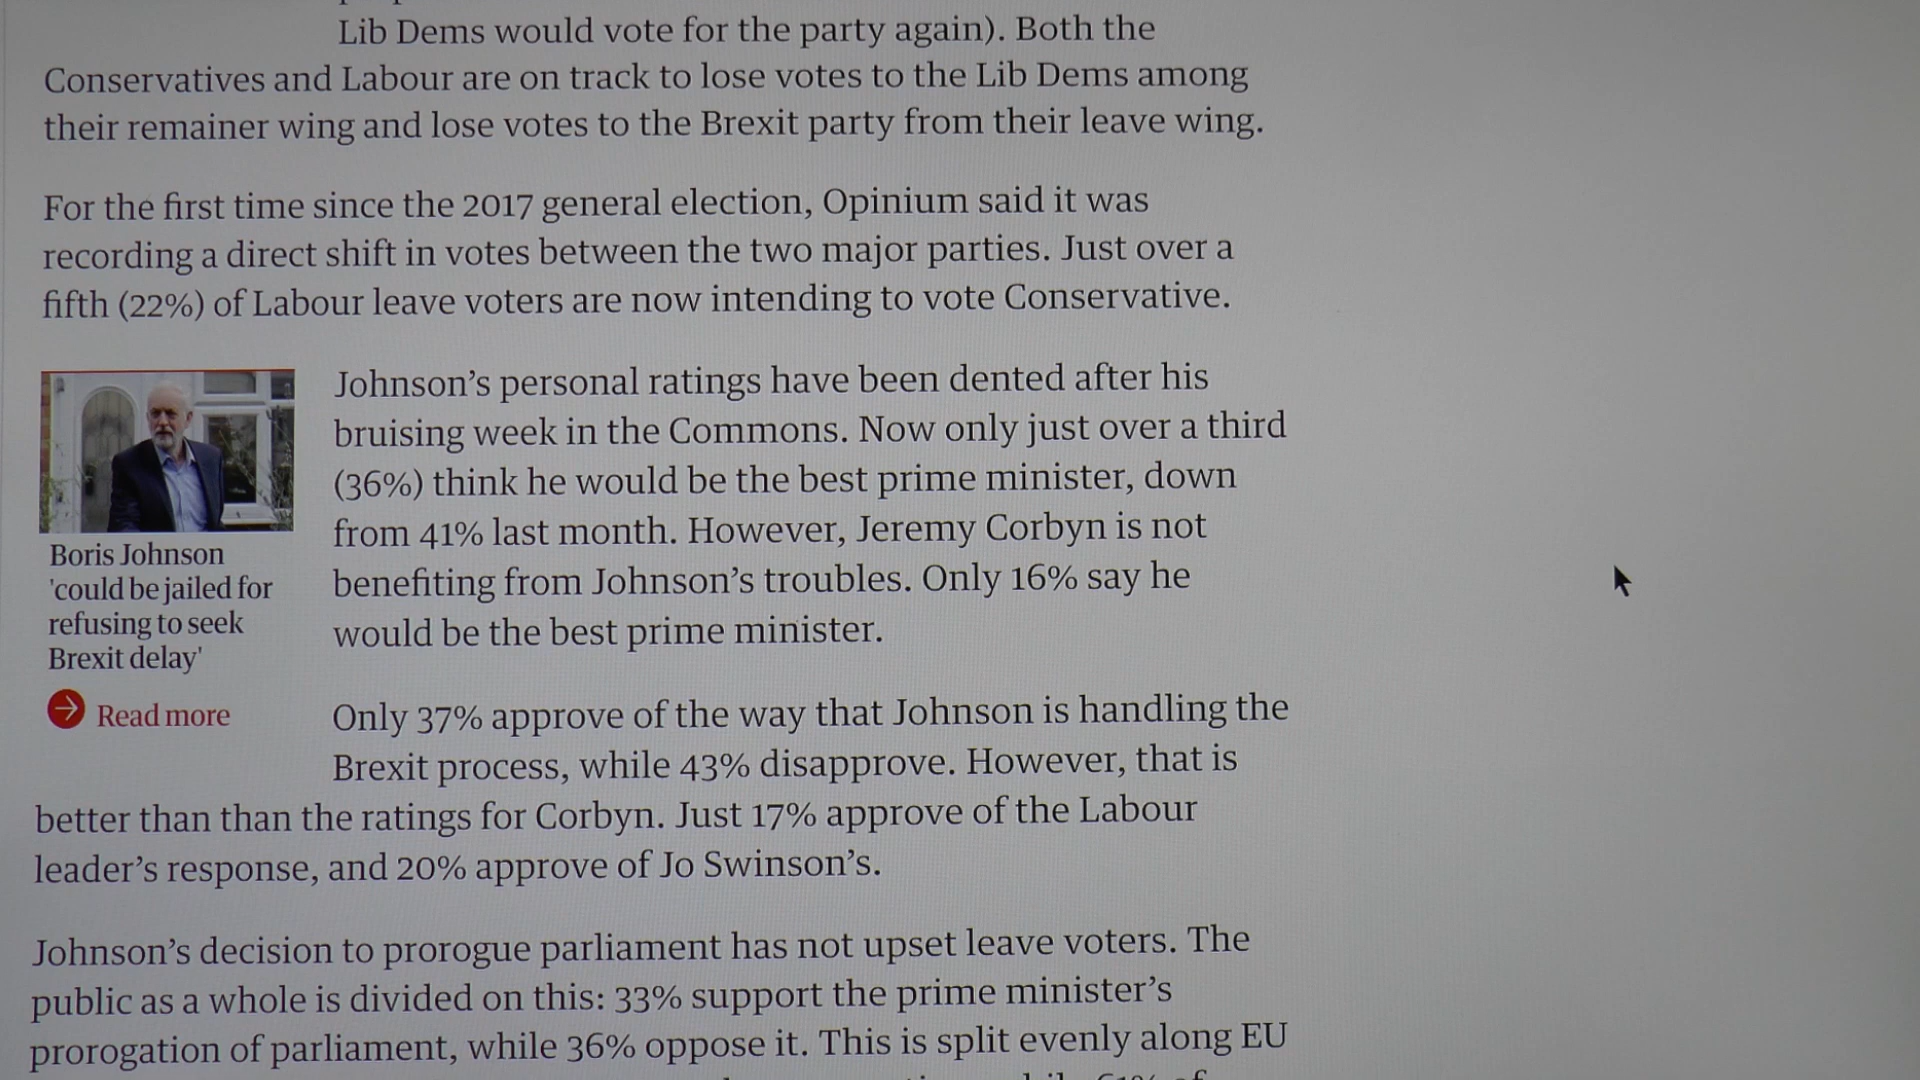 Lib Dems would vote for the party again). Both the
Conservatives and Labour are on track to lose votes to the Lib Dems among
their remainer wing and lose votes to the Brexit party from their leave wing.
For the first time since the 2017 general election, Opinium said it was
recording a direct shift in votes between the two major parties. Just over a
fifth (22%) of Labour leave voters are now intending to vote Conservative.
Boris Johnson
'could be jailed for
refusing to seek
Brexit delay'
Read more
Johnson’s personal ratings have been dented after his
bruising week in the Commons. Now only just over a third
(36%) think he would be the best prime minister, down
from 41% last month. However, Jeremy Corbyn is not
benefiting from Johnson’s troubles. Only 16% say he
would be the best prime minister.
Only 37% approve of the way that Johnson is handling the
Brexit process, while 43% disapprove. However, that is
better than than the ratings for Corbyn. Just 17% approve of the Labour
leader’s response, and 20% approve of Jo Swinson’s.
Johnson’s decision to prorogue parliament has not upset leave voters. The
public as a whole is divided on this: 33% support the prime minister’s
prorogation of parliament, while 36% oppose it. This is split evenly along EU